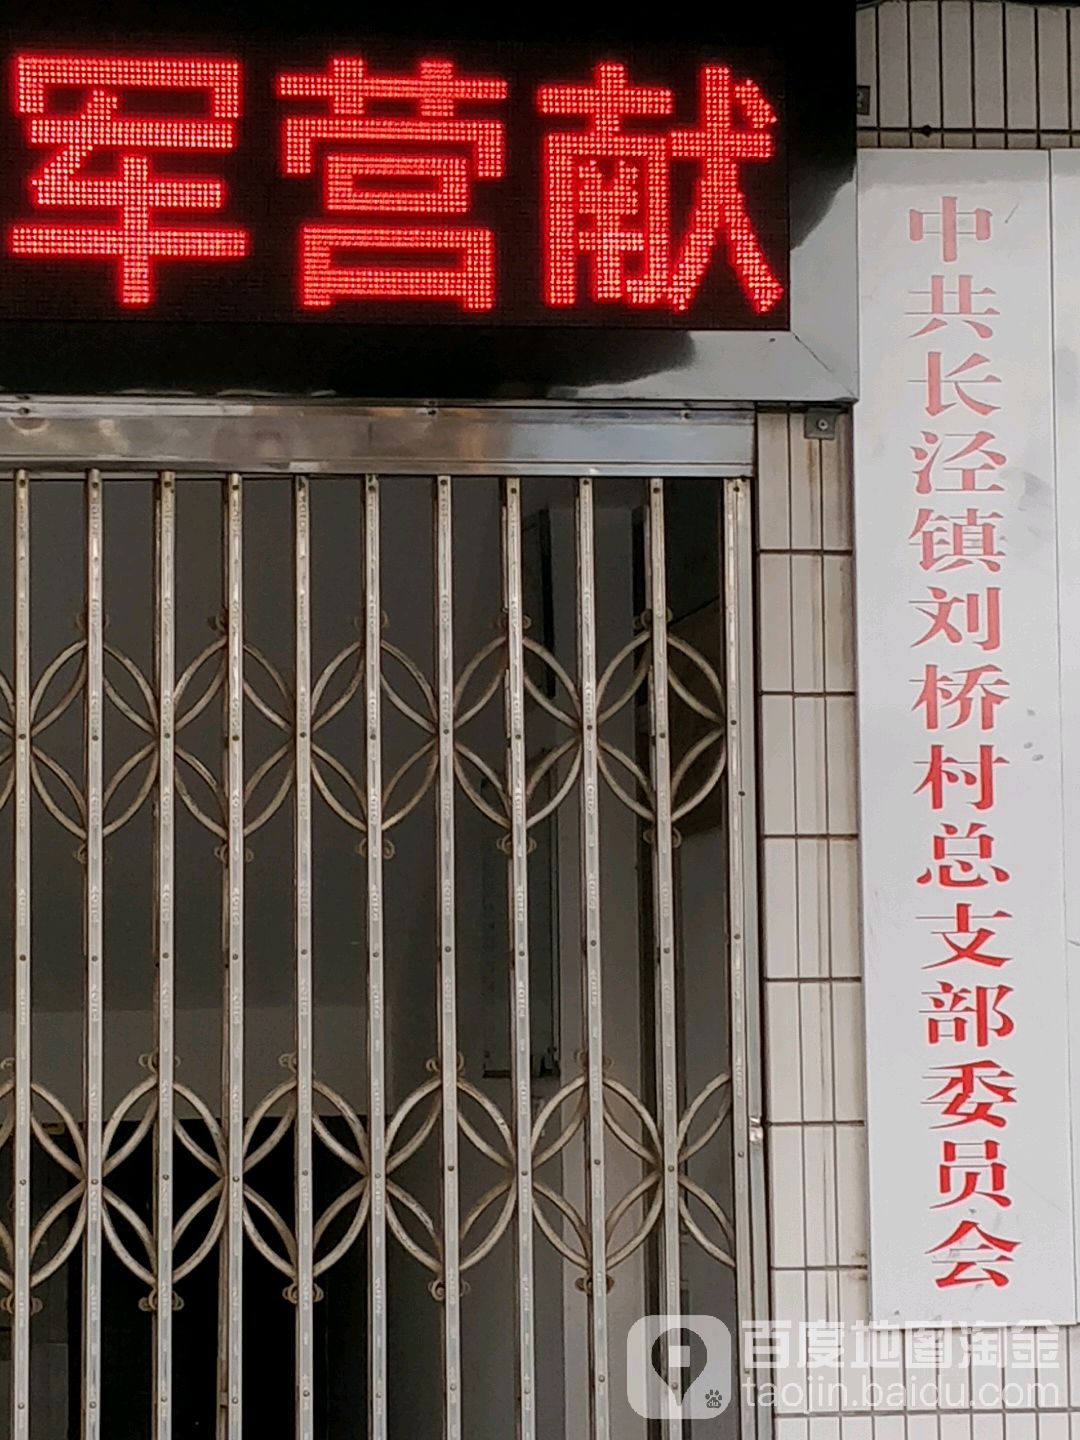 军营献
中共长泾镇刘桥村总支部委员会
百度地图淘金
taojin.baidu.com